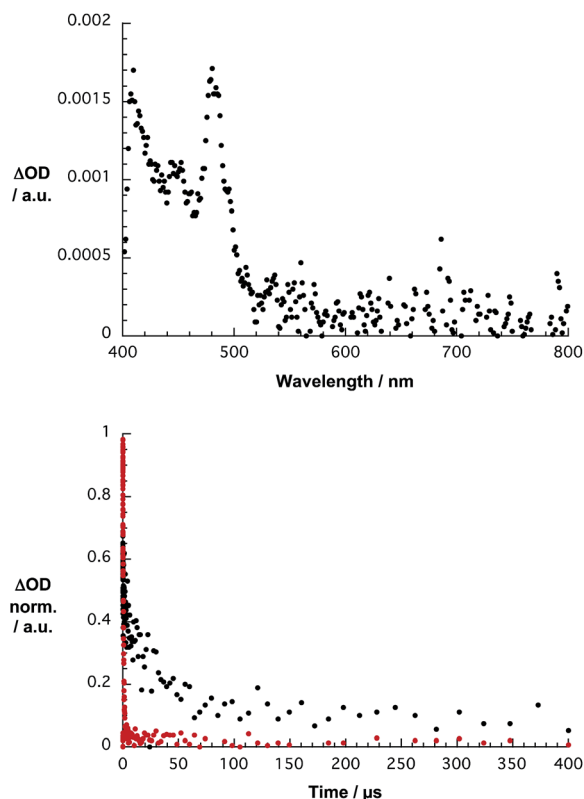 0.002
0.0015
0.001
0.0005
0
ΔOD
/ a.u.
400 500 600 700 800
Wavelength / nm
1
0.8
0.6
0.4
0.2
0
ΔOD
norm.
/ a.u.
0 50 100 150 200 250 300 350 400
Time / µs